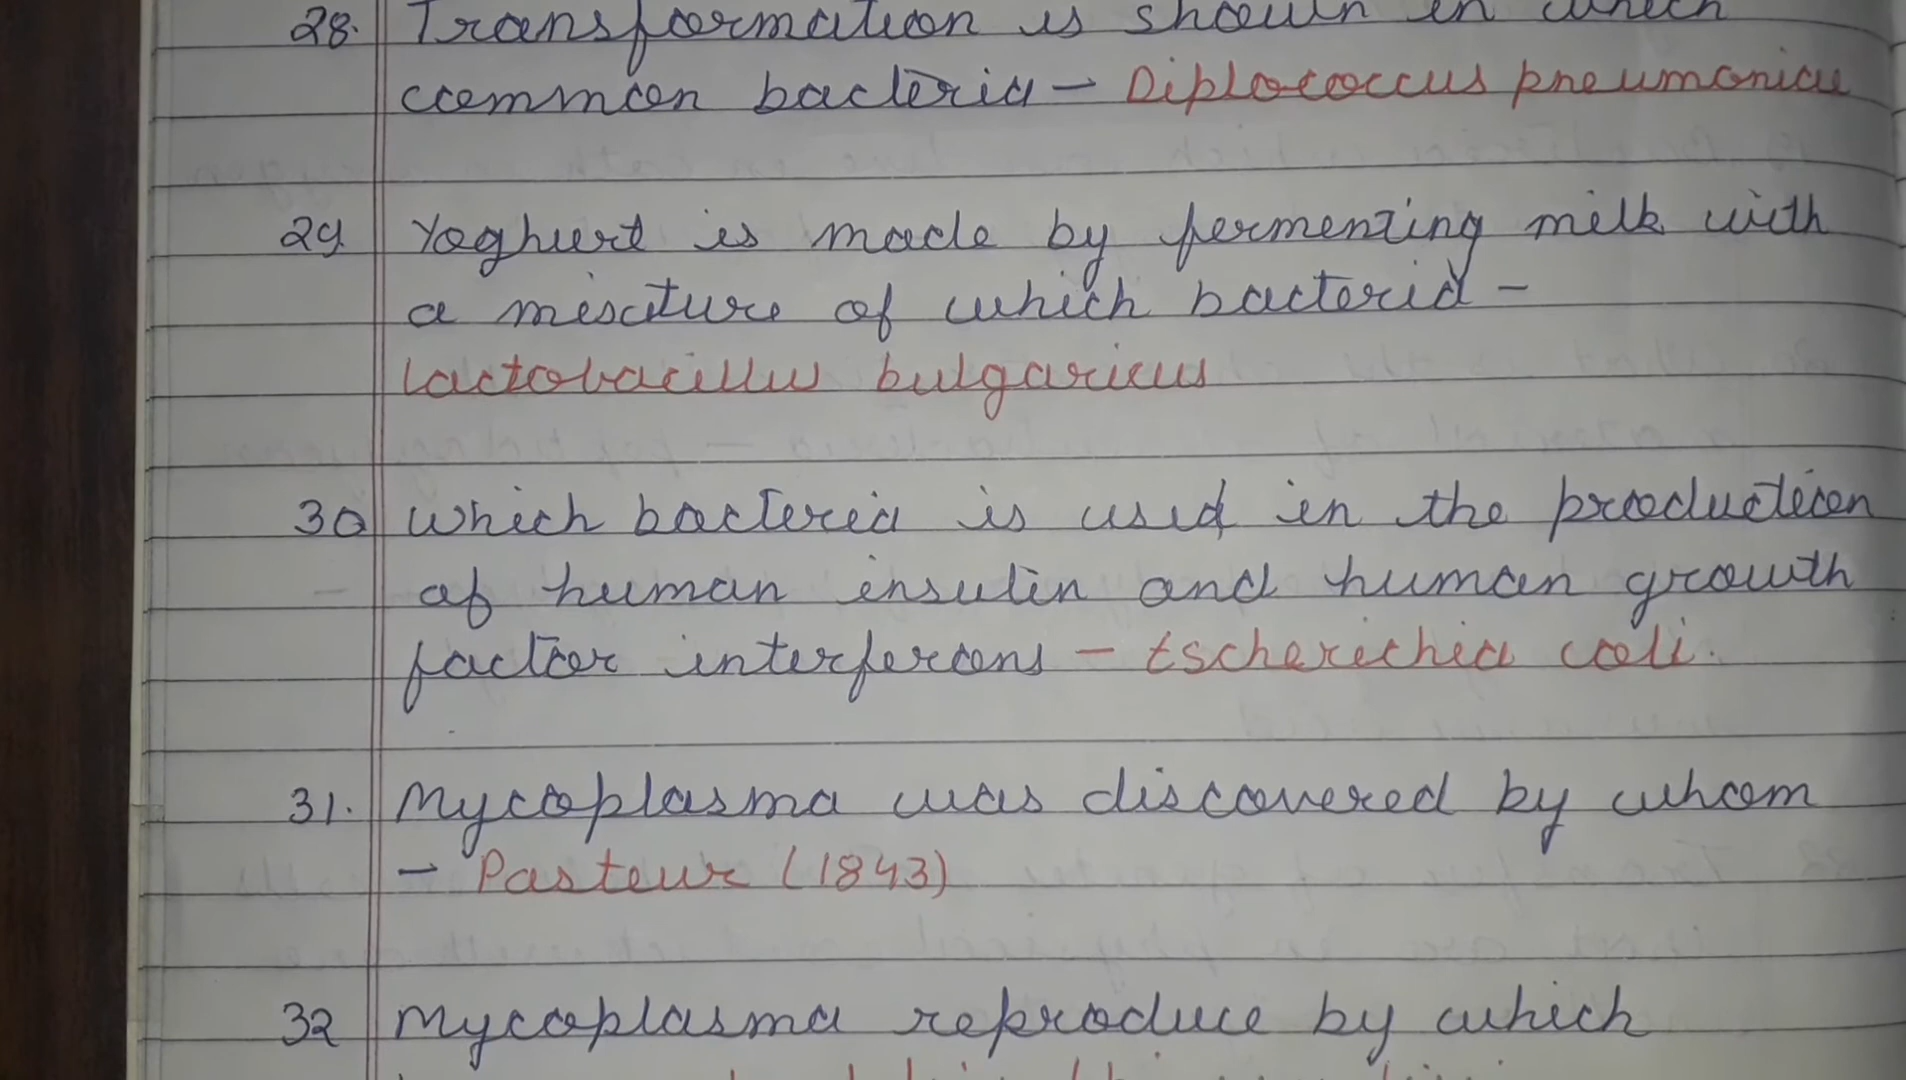 28. Transformation is shown in which
common bacteria - Diplococcus pneumoniae
29. Yoghurt is made by fermenting milk with
a mixture of which bacteria -
Lactobacillus bulgaricus
30 Which bacteria is used in the production
of human insulin and human growth
factor interferons - Escherichia coli.
31. Mycoplasma was discovered by whom
- Pasteur (1843)
32 Mycoplasma reproduce by which